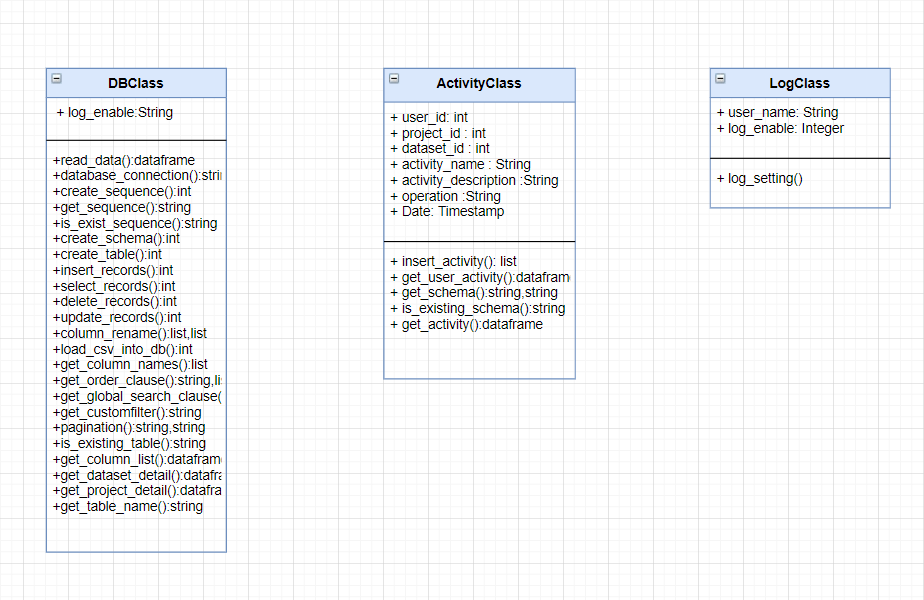 DBClass
+ log_enable:String
+read_data():dataframe
+database_connection():stri
+create_sequence():int
+get_sequence():string
+is_exist_sequence():string
+create_schema():int
+create_table():int
+insert_records():int
+select_records():int
+delete_records():int
+update_records():int
+column_rename():list,list
+load_csv_into_db():int
+get_column_names():list
+get_order_clause():string,li
+get_global_search_clause(
+get_customfilter():string
+pagination():string,string
+is_existing_table():string
+get_column_list():datafram
+get_dataset_detail():datafra
+get_project_detail():datafra
+get_table_name():string
ActivityClass
+ user_id: int
+ project_id : int
+ dataset_id : int
+ activity_name : String
+ activity_description :String
+ operation :String
+ Date: Timestamp
+ insert_activity(): list
+ get_user_activity():datafram
+ get_schema():string,string
+ is_existing_schema():string
+ get_activity():dataframe
LogClass
+ user_name: String
+ log_enable: Integer
+ log_setting()